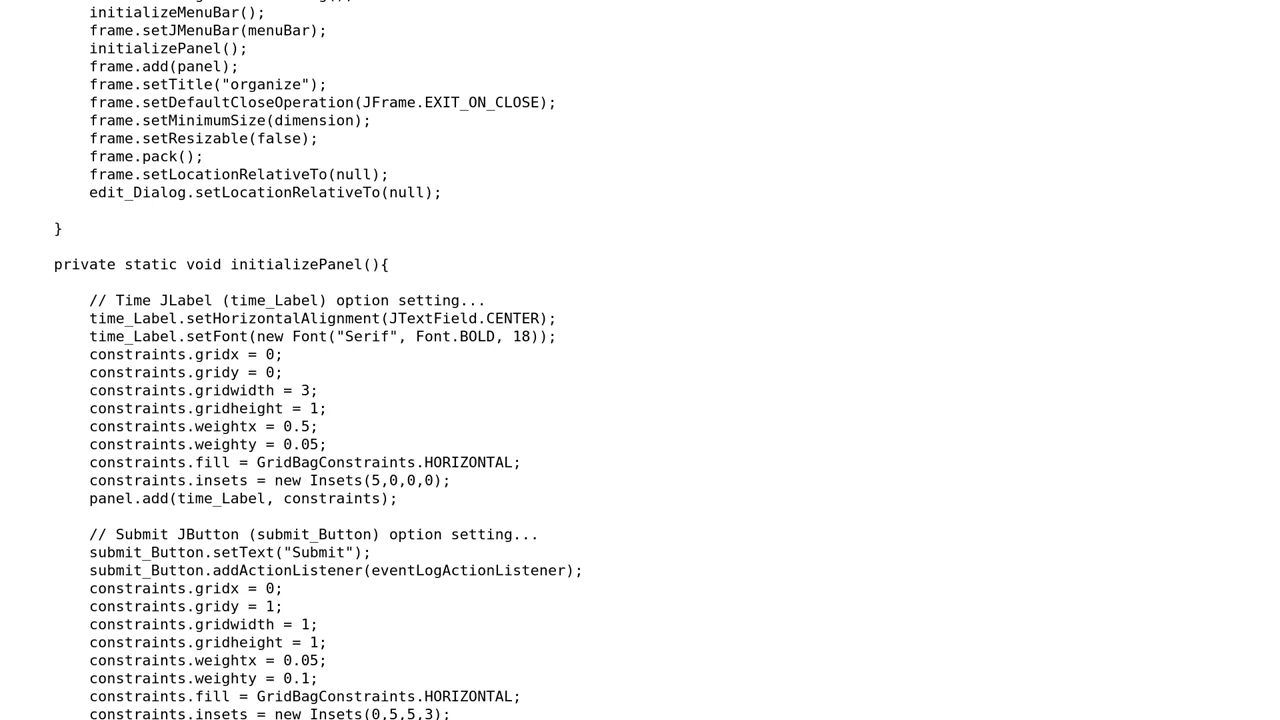 initializeMenuBar();
frame.setJMenuBar(menuBar);
initializePanel();
frame.add(panel);
frame.setTitle("organize");
frame.setDefaultCloseOperation(JFrame.EXIT_ON_CLOSE);
frame.setMinimumSize(dimension);
frame.setResizable(false);
frame.pack();
frame.setLocationRelativeTo(null);
edit_Dialog.setLocationRelativeTo(null);
}
private static void initializePanel(){
// Time JLabel (time_Label) option setting...
time_Label.setHorizontalAlignment(JTextField.CENTER);
time_Label.setFont(new Font("Serif", Font.BOLD, 18));
constraints.gridx = 0;
constraints.gridy = 0;
constraints.gridwidth = 3;
constraints.gridheight = 1;
constraints.weightx = 0.5;
constraints.weighty = 0.05;
constraints.fill = GridBagConstraints.HORIZONTAL;
constraints.insets = new Insets(5,0,0,0);
panel.add(time_Label, constraints);
// Submit JButton (submit_Button) option setting...
submit_Button.setText("Submit");
submit_Button.addActionListener(eventLogActionListener);
constraints.gridx = 0;
constraints.gridy = 1;
constraints.gridwidth = 1;
constraints.gridheight = 1;
constraints.weightx = 0.05;
constraints.weighty = 0.1;
constraints.fill = GridBagConstraints.HORIZONTAL;
constraints.insets = new Insets(0,5,5,3);